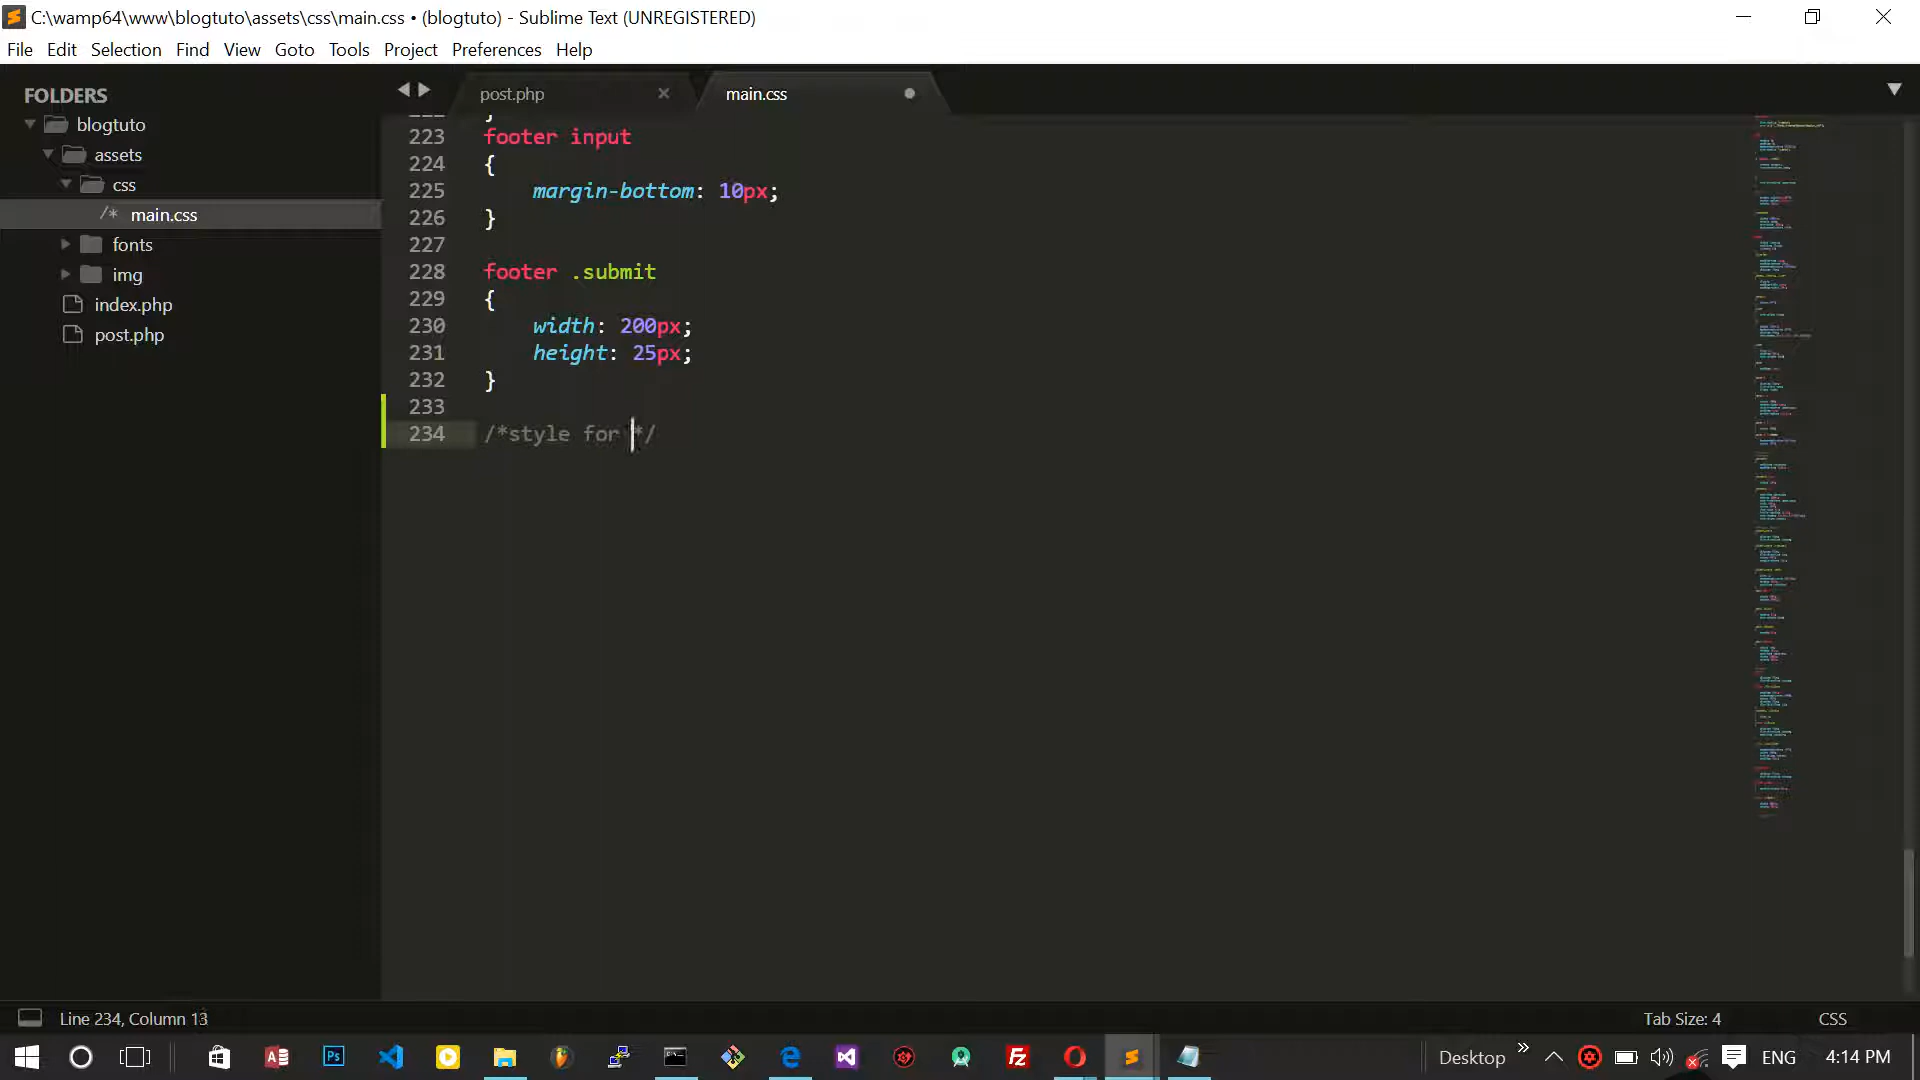 C:\wamp64\www\blogtuto\assets\css\main.css • (blogtuto) - Sublime Text (UNREGISTERED)
File Edit Selection Find View Goto Tools Project Preferences Help
FOLDERS
blogtuto
assets
css
/* main.css
fonts
img
index.php
post.php
post.php × main.css
223 footer input
224 {
225 margin-bottom: 10px;
226 }
227
228 footer .submit
229 {
230 width: 200px;
231 height: 25px;
232 }
233
234 /*style for */
Line 234, Column 13 Tab Size: 4 CSS
Desktop ENG 4:14 PM